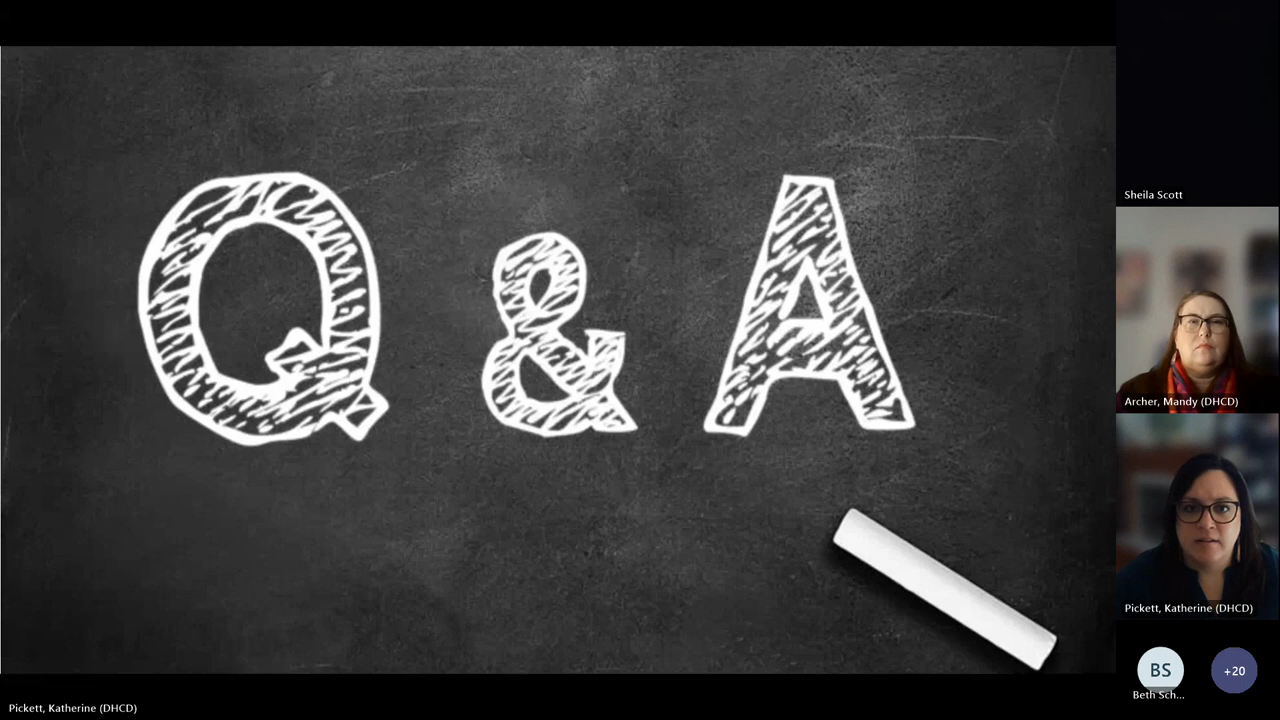 Q & A
Sheila Scott
Archer, Mandy (DHCD)
Pickett, Katherine (DHCD)
BS
+20
Beth Sch...
Pickett, Katherine (DHCD)